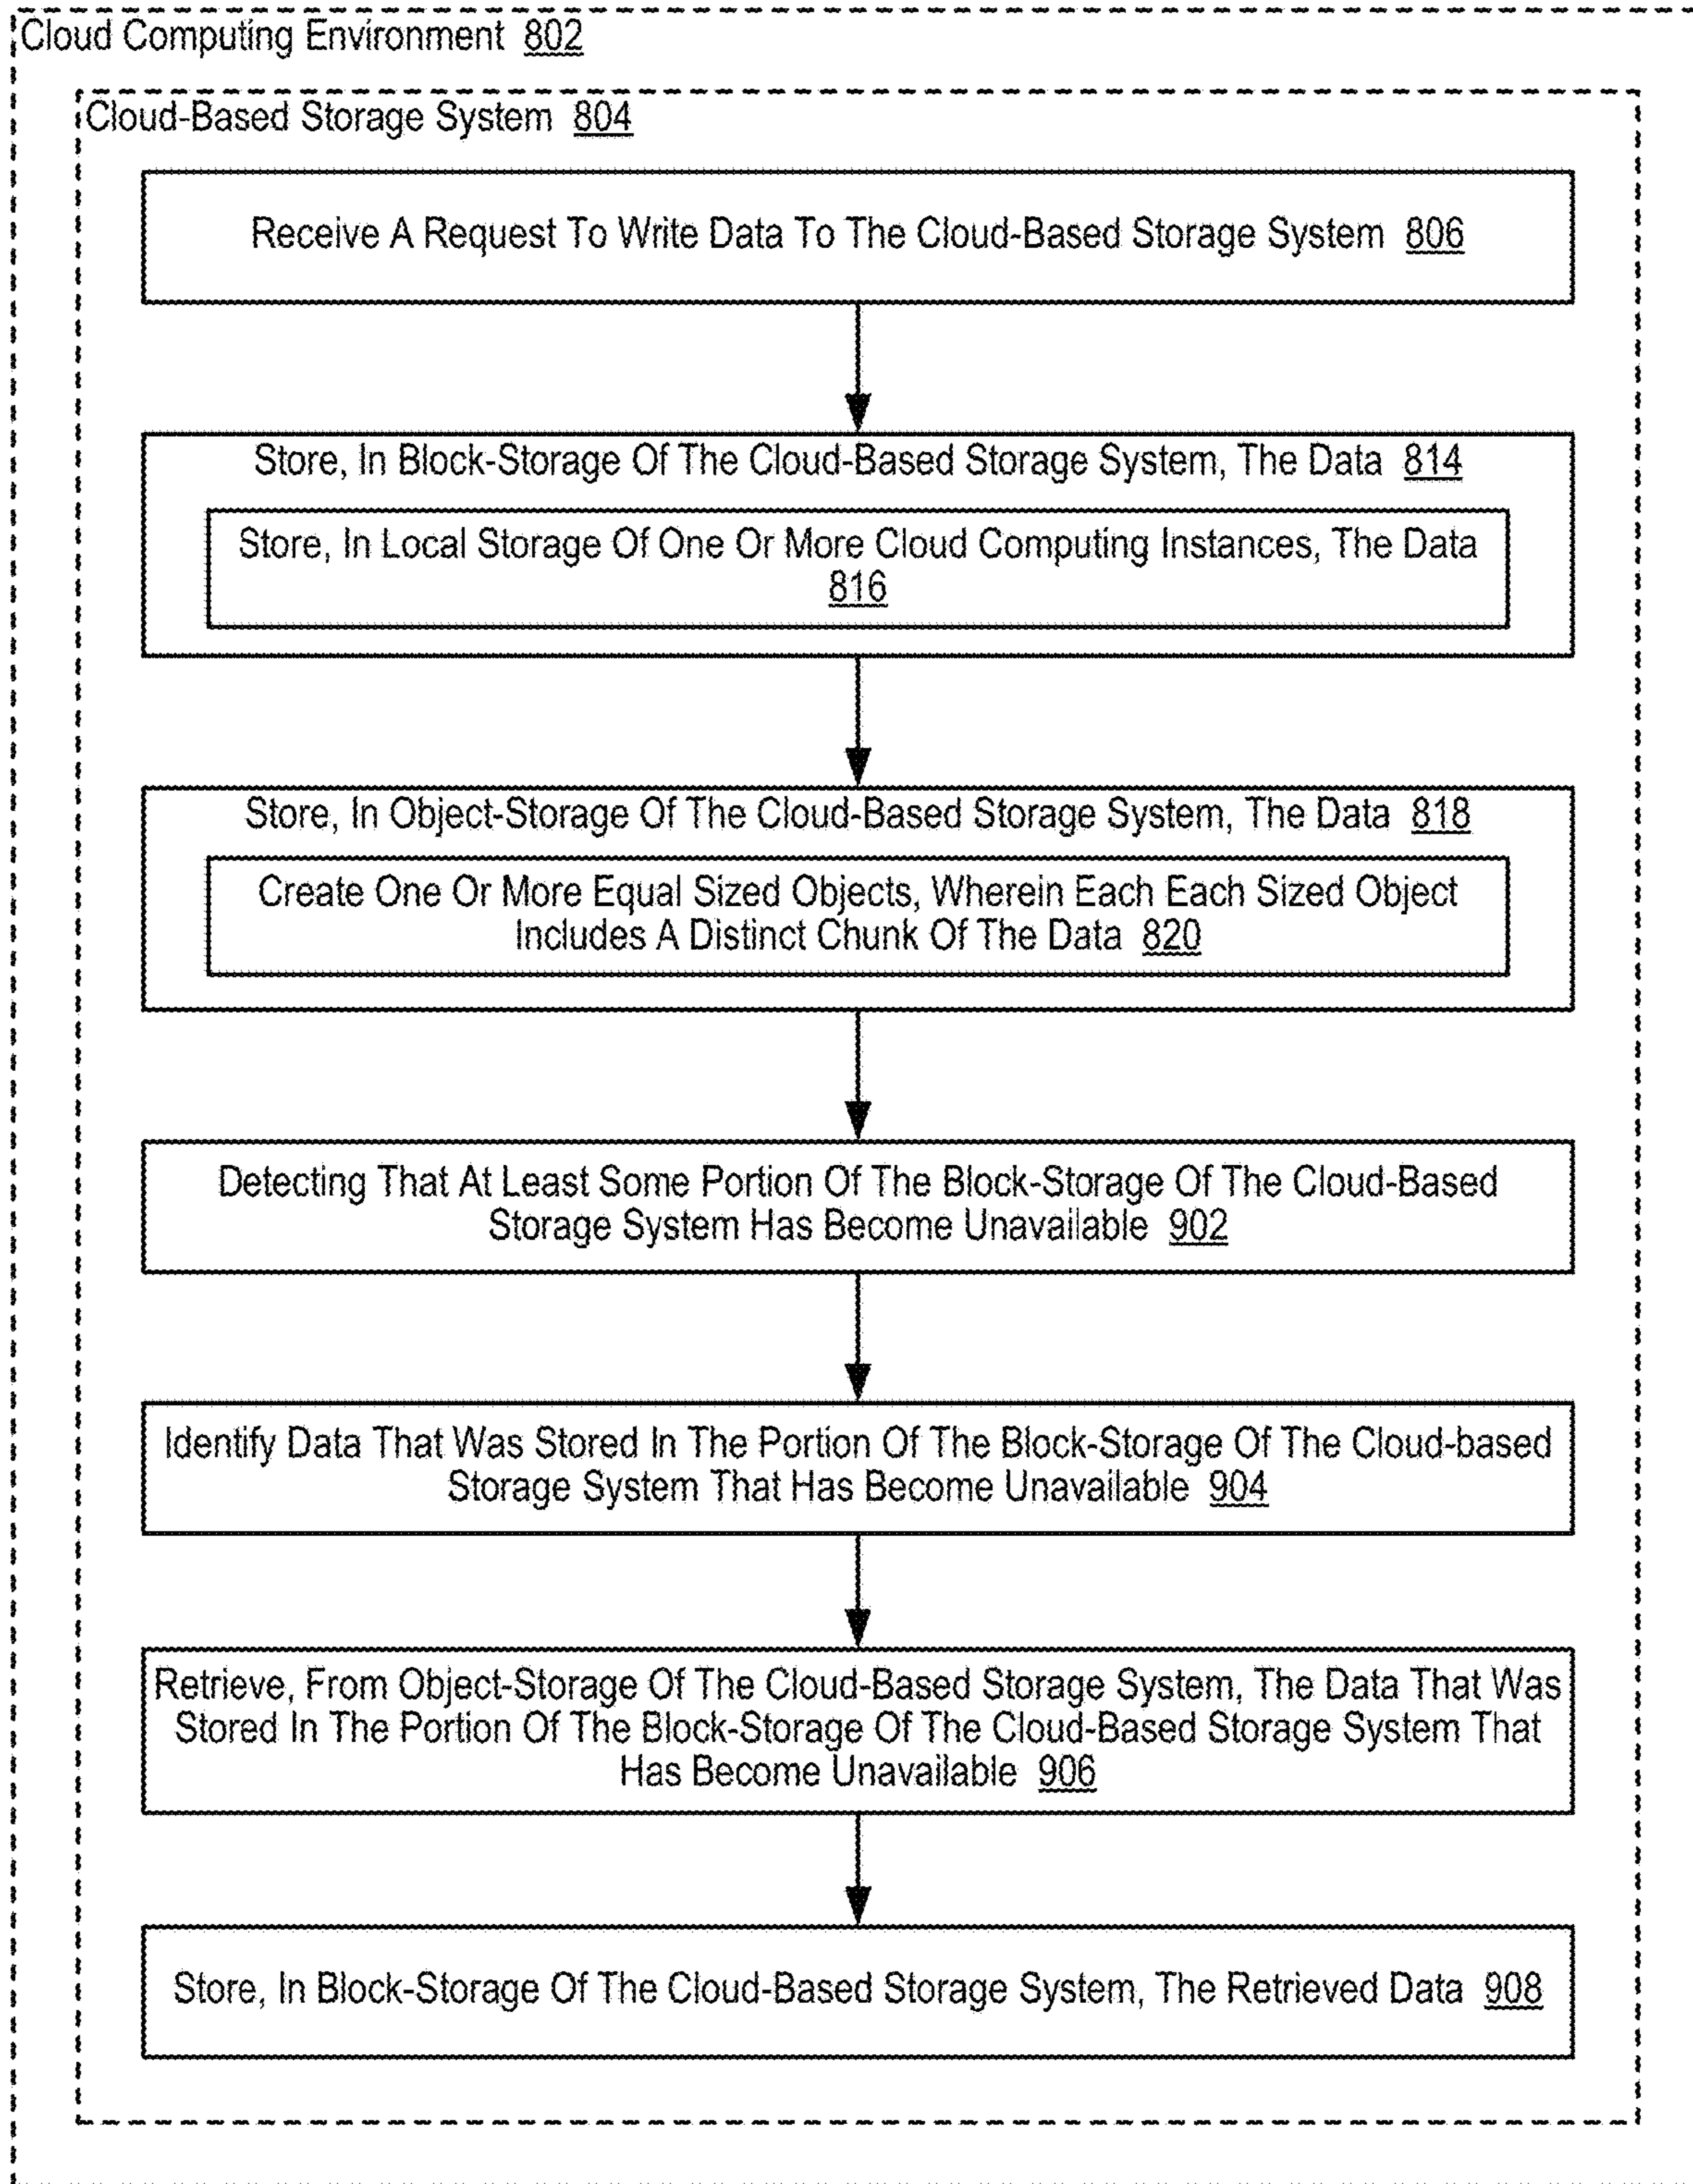 Cloud Computing Environment 802
Cloud-Based Storage System 804
Receive A Request To Write Data To The Cloud-Based Storage System 806
Store, In Block-Storage Of The Cloud-Based Storage System, The Data 814
Store, In Local Storage Of One Or More Cloud Computing Instances, The Data
816
Store, In Object-Storage Of The Cloud-Based Storage System, The Data 818
Create One Or More Equal Sized Objects, Wherein Each Each Sized Object
Includes A Distinct Chunk Of The Data 820
Detecting That At Least Some Portion Of The Block-Storage Of The Cloud-Based
Storage System Has Become Unavailable 902
Identify Data That Was Stored In The Portion Of The Block-Storage Of The Cloud-based
Storage System That Has Become Unavailable 904
Retrieve, From Object-Storage Of The Cloud-Based Storage System, The Data That Was
Stored In The Portion Of The Block-Storage Of The Cloud-Based Storage System That
Has Become Unavailable 906
Store, In Block-Storage Of The Cloud-Based Storage System, The Retrieved Data 908